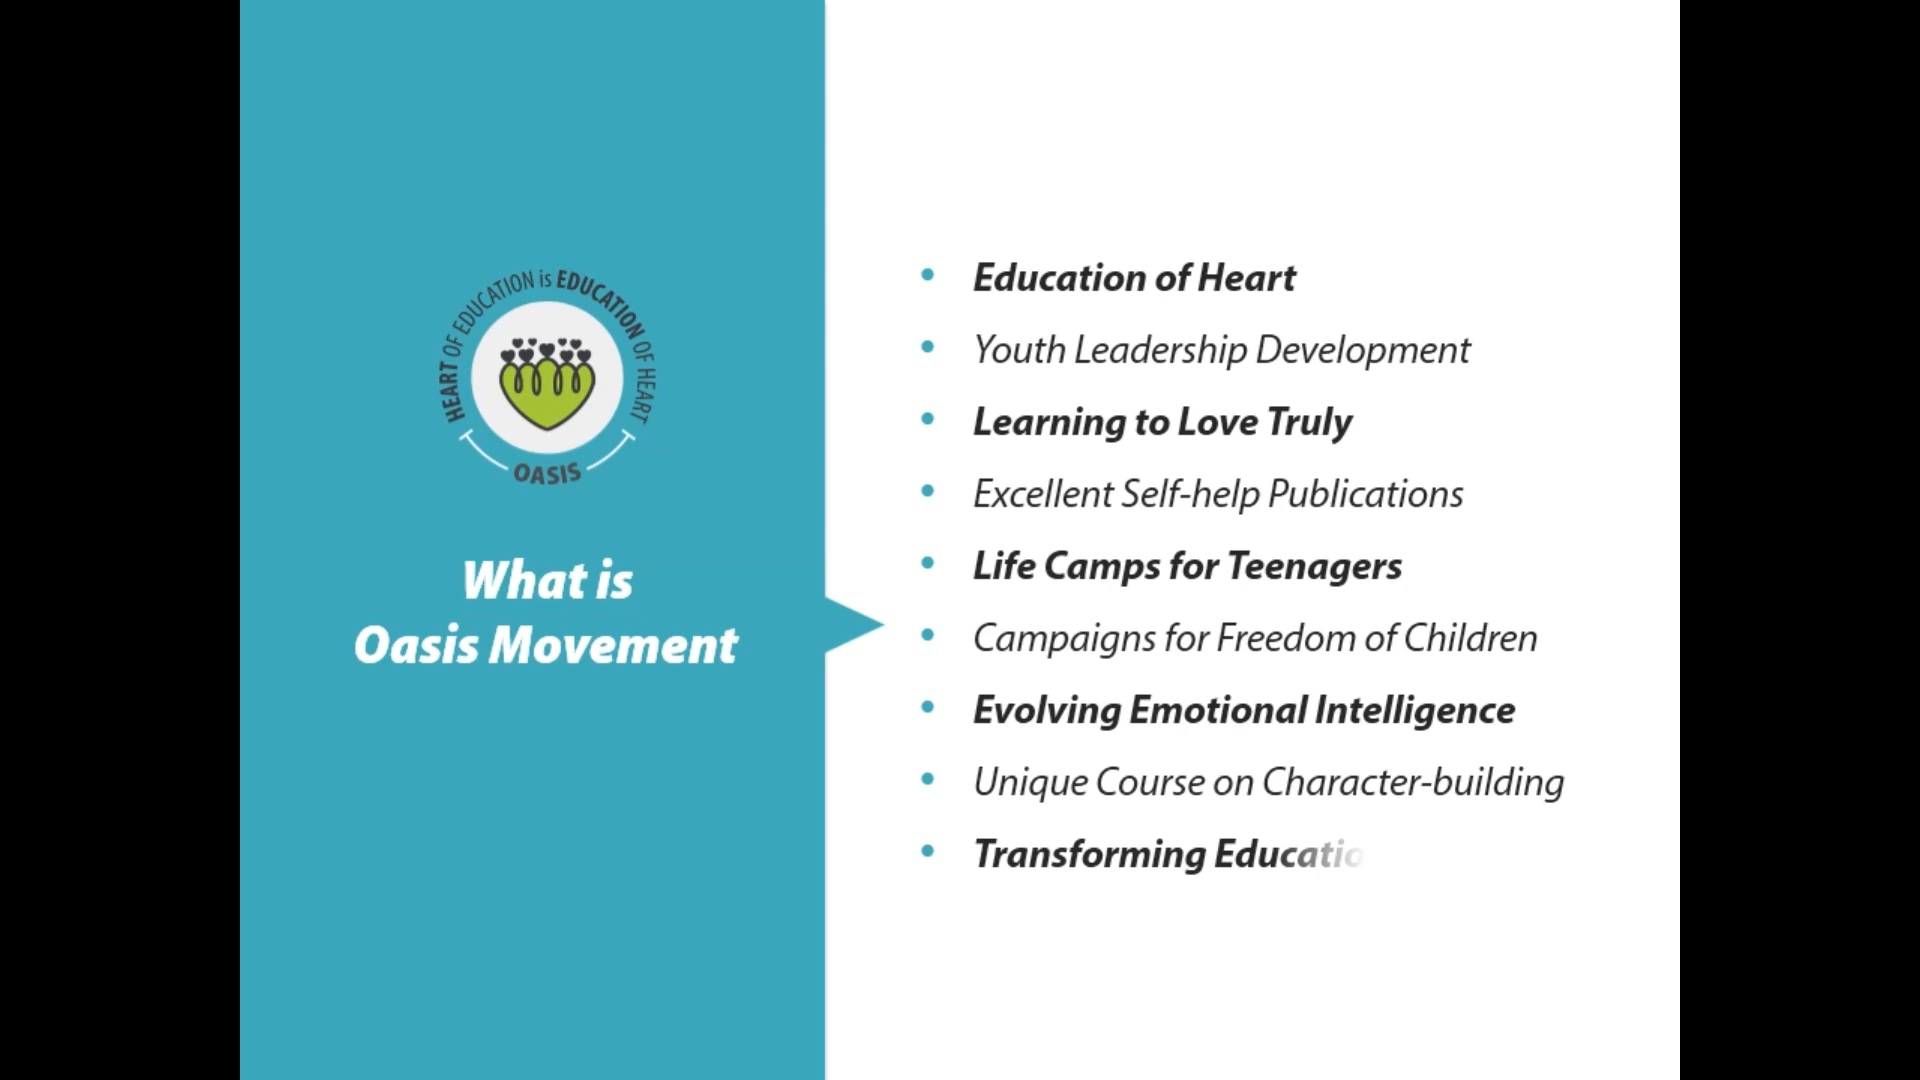 HEART OF EDUCATION is EDUCATION OF HEART
OASIS
What is
Oasis Movement
• Education of Heart
• Youth Leadership Development
• Learning to Love Truly
• Excellent Self-help Publications
• Life Camps for Teenagers
• Campaigns for Freedom of Children
• Evolving Emotional Intelligence
• Unique Course on Character-building
• Transforming Educatio